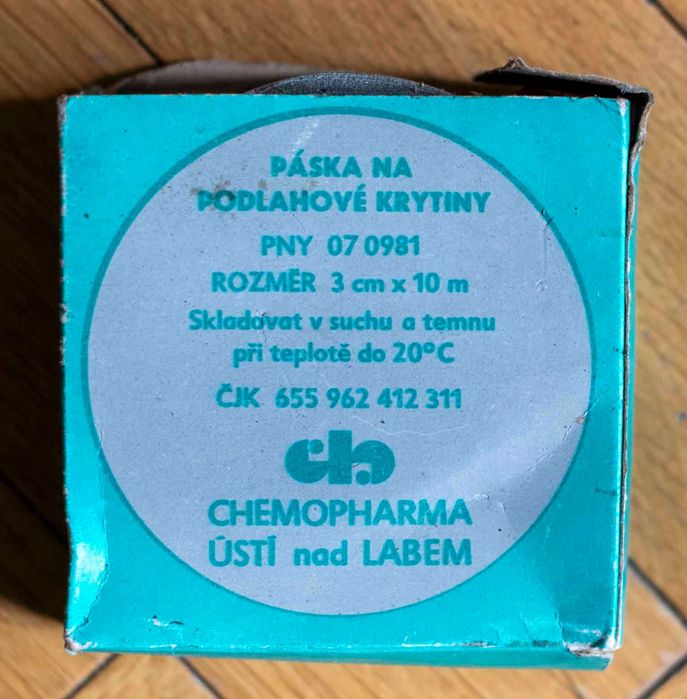 PÁSKA NA
PODLAHOVÉ KRYTINY
PNY 07 0981
ROZMĚR 3 cm x 10 m
Skladovat v suchu a temnu
při teplotě do 20°C
ČJK 655 962 412 311
CHEMOPHARMA
ÚSTÍ nad LABEM